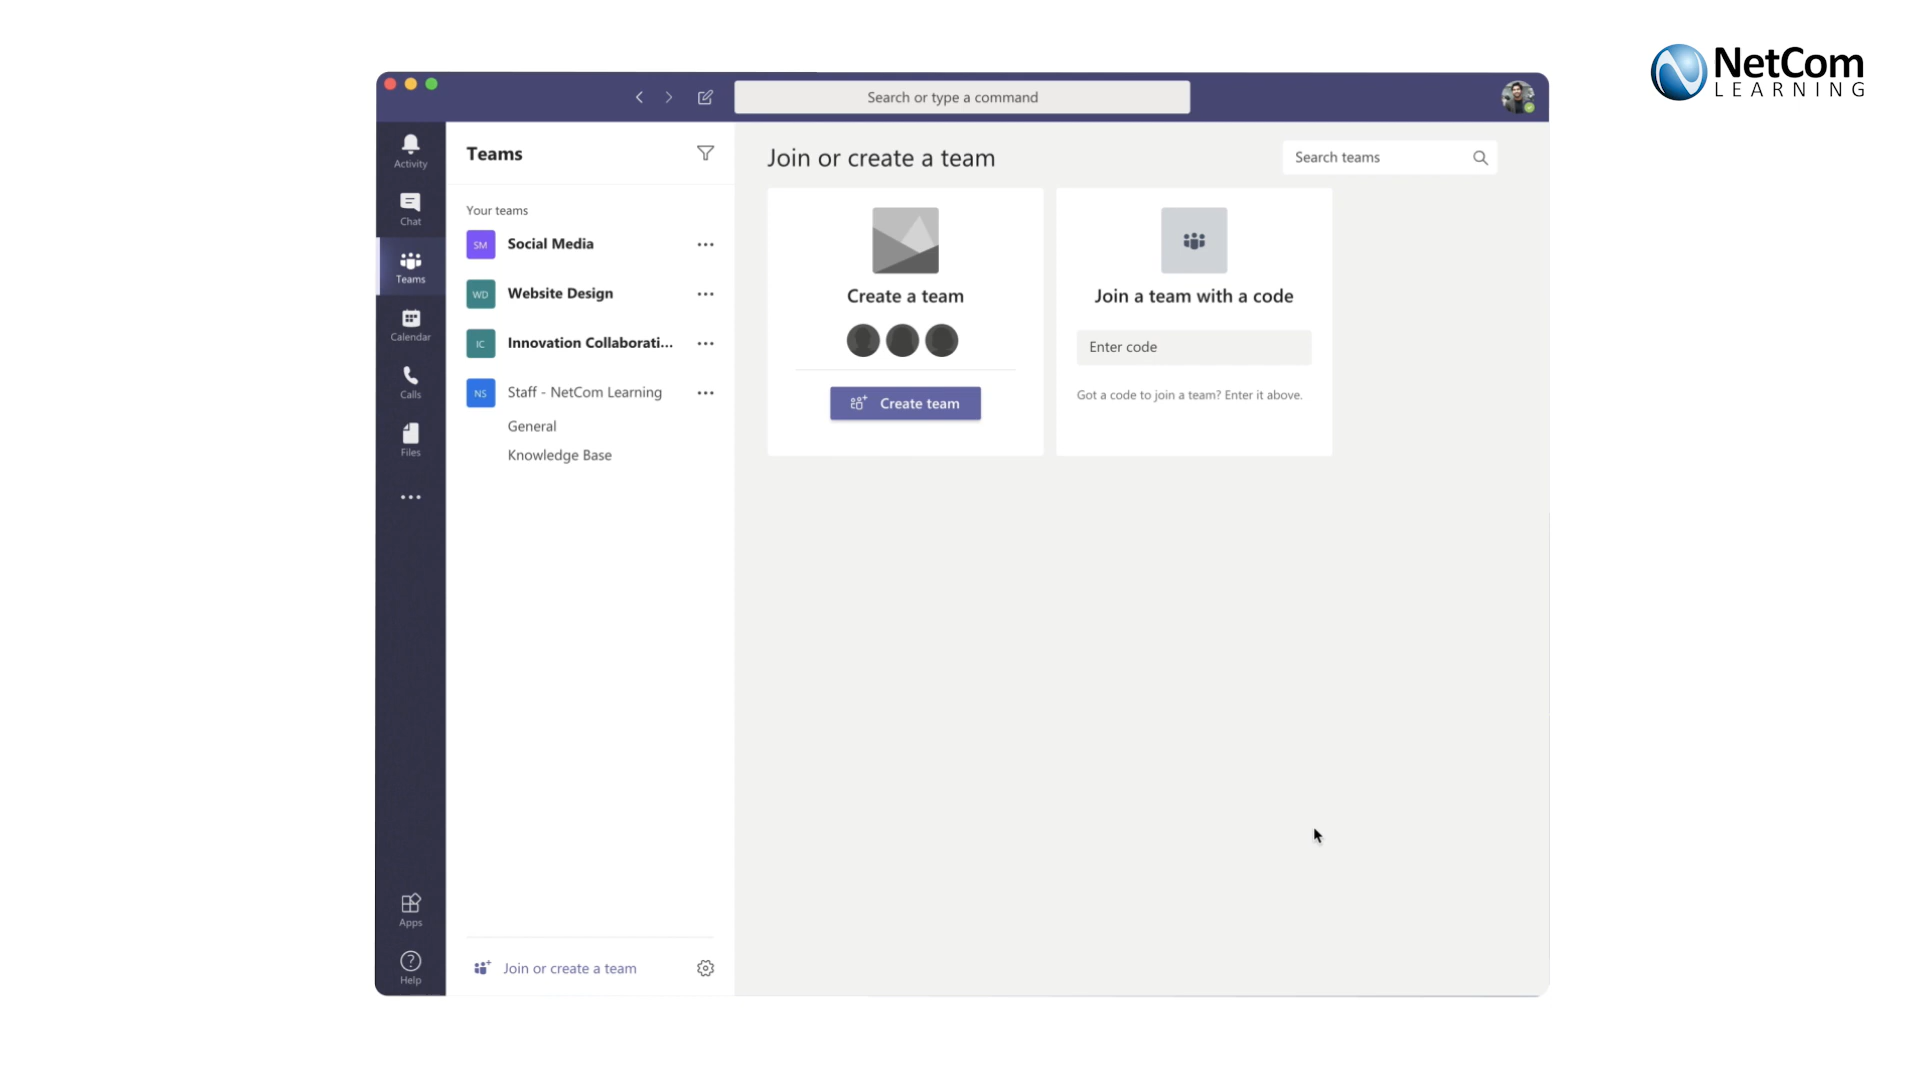 NetCom
LEARNING
Search or type a command
Activity
Chat
Teams
Calendar
Calls
Files
Apps
Help
Teams
Your teams
SM Social Media
WD Website Design
IC Innovation Collaborati...
NS Staff - NetCom Learning
General
Knowledge Base
Join or create a team
Join or create a team
Search teams
Create a team
Create team
Join a team with a code
Enter code
Got a code to join a team? Enter it above.